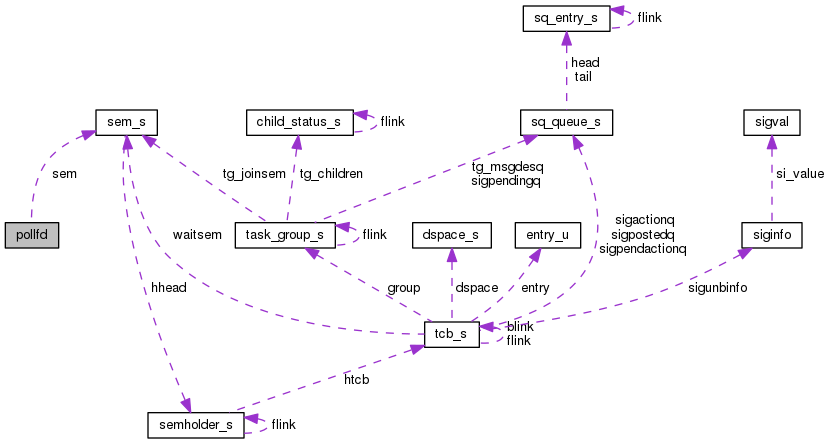 sq_entry_s
flink
head
tail
sem_s
child_status_s
flink
sq_queue_s
sigval
sem
tg_joinsem
tg_children
tg_msgdesq
sigpendingq
si_value
pollfd
waitsem
task_group_s
flink
dspace_s
entry_u
sigactionq
sigpostedq
sigpendactionq
siginfo
hhead
group
dspace
entry
sigunbinfo
tcb_s
blink
flink
htcb
semholder_s
flink